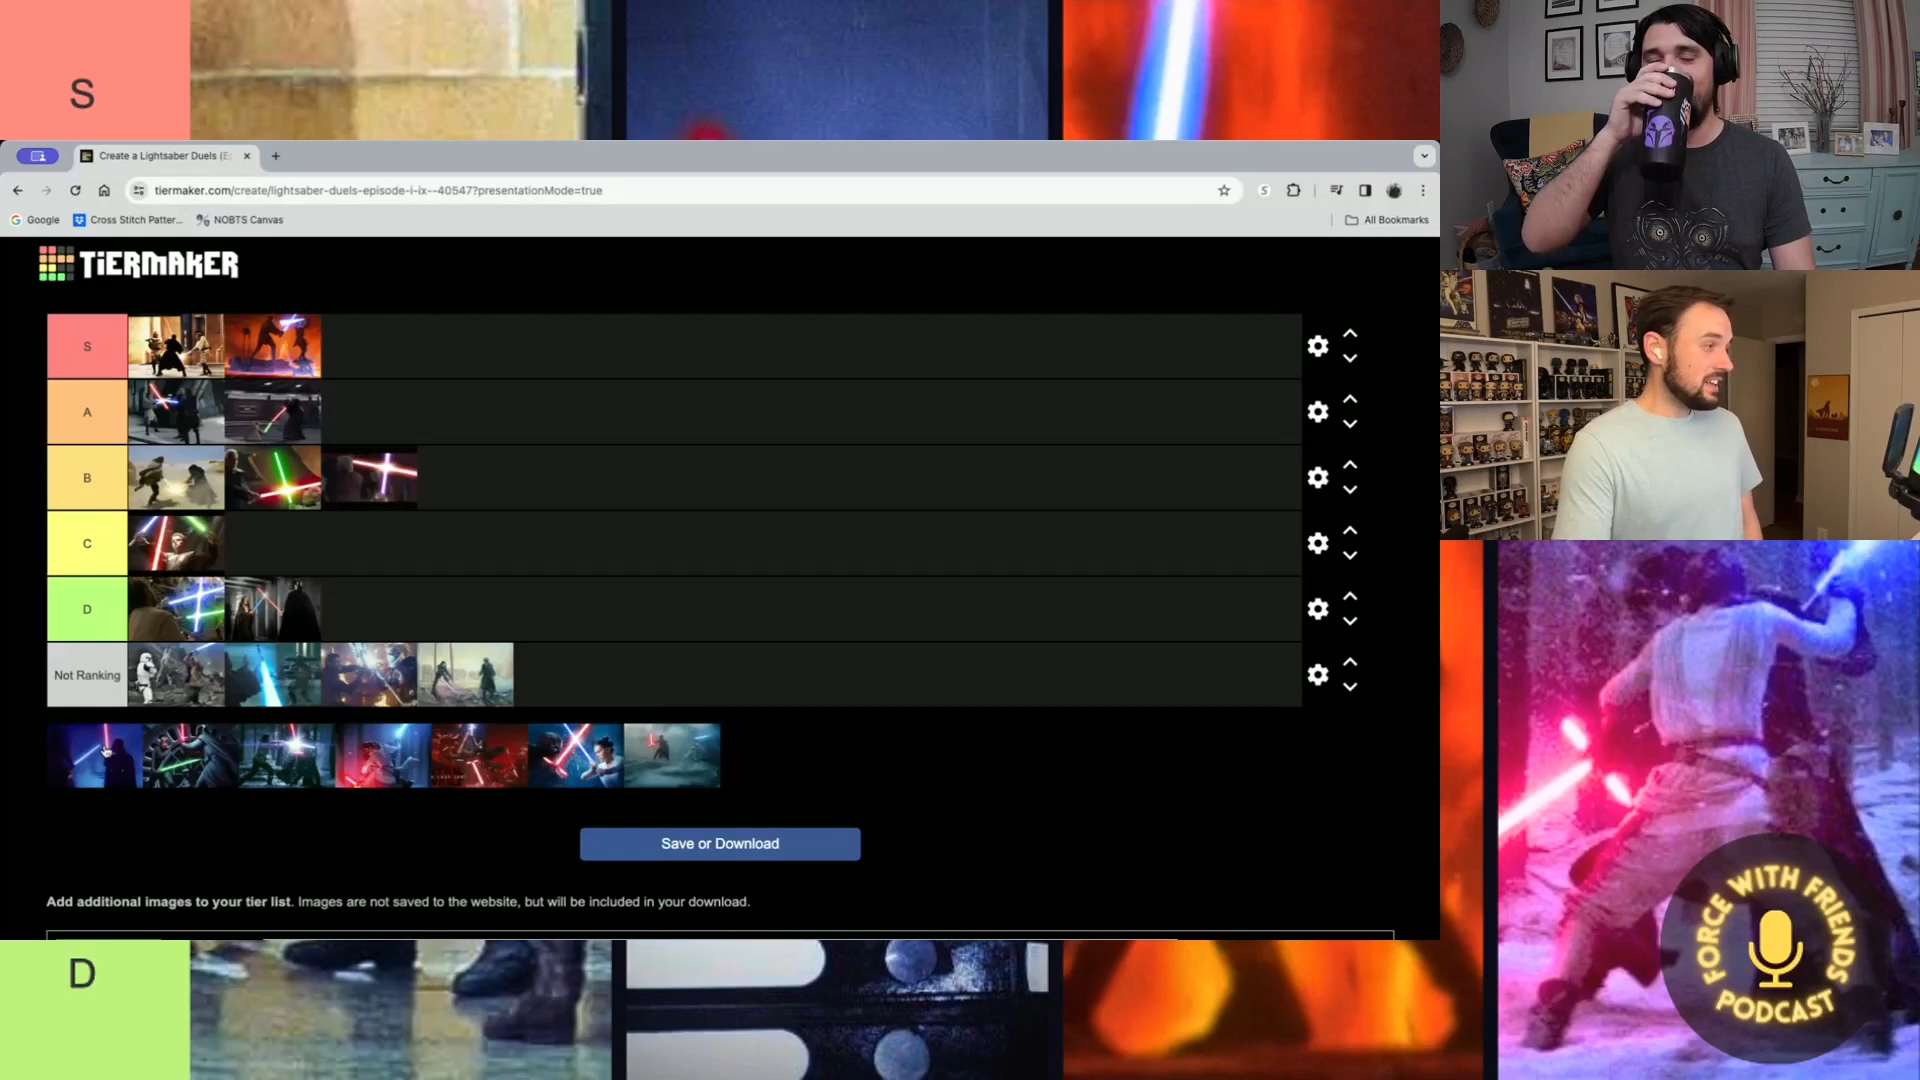 S
Create a Lightsaber Duels (E
tiermaker.com/create/lightsaber-duels-episode-i-ix--40547?presentationMode=true
Google
Cross Stitch Patter...
NOBTS Canvas
All Bookmarks
TiERMAKER
S
A
B
C
D
Not Ranking
Save or Download
Add additional images to your tier list. Images are not saved to the website, but will be included in your download.
D
FORCE WITH FRIENDS
PODCAST